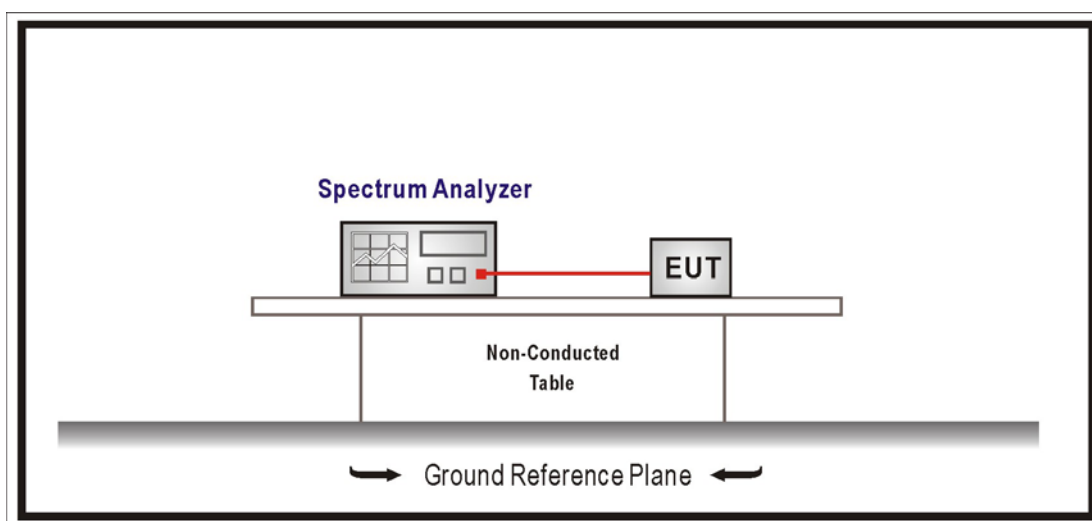 Spectrum Analyzer
EUT
Non-Conducted
Table
Ground Reference Plane